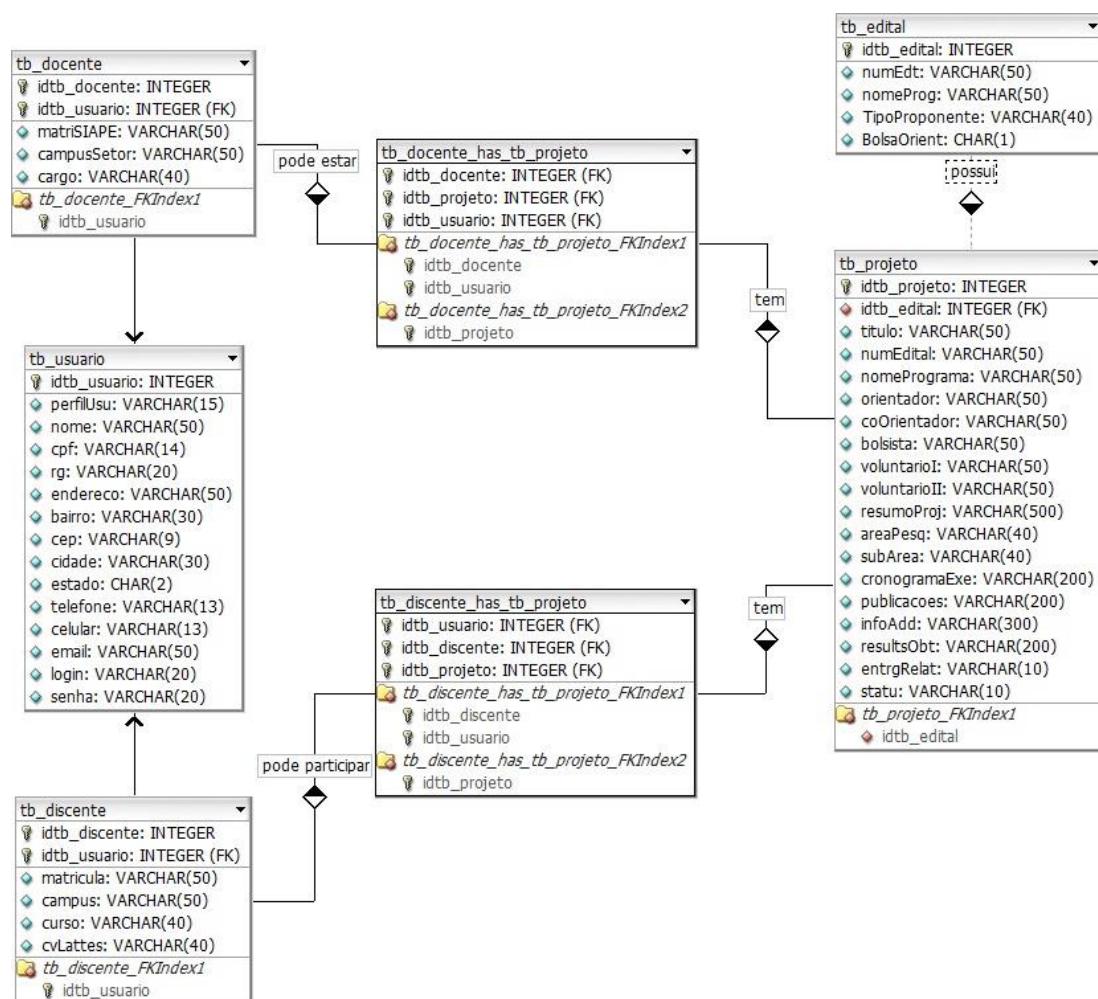 tb_docente
idtb_docente: INTEGER
idtb_usuario: INTEGER (FK)
matriSIAPE: VARCHAR(50)
campusSetor: VARCHAR(50)
cargo: VARCHAR(40)
tb_docente_FKIndex1
idtb_usuario
pode estar
tb_docente_has_tb_projeto
idtb_docente: INTEGER (FK)
idtb_projeto: INTEGER (FK)
idtb_usuario: INTEGER (FK)
tb_docente_has_tb_projeto_FKIndex1
idtb_docente
idtb_usuario
tb_docente_has_tb_projeto_FKIndex2
idtb_projeto
tem
tb_edital
idtb_edital: INTEGER
numEdt: VARCHAR(50)
nomeProg: VARCHAR(50)
TipoProponente: VARCHAR(40)
BolsaOrient: CHAR(1)
possui
tb_projeto
idtb_projeto: INTEGER
idtb_edital: INTEGER (FK)
titulo: VARCHAR(50)
numEdital: VARCHAR(50)
nomePrograma: VARCHAR(50)
orientador: VARCHAR(50)
coOrientador: VARCHAR(50)
bolsista: VARCHAR(50)
voluntarioI: VARCHAR(50)
voluntarioII: VARCHAR(50)
resumoProj: VARCHAR(500)
areaPesq: VARCHAR(40)
subArea: VARCHAR(40)
cronogramaExe: VARCHAR(200)
publicacoes: VARCHAR(200)
infoAdd: VARCHAR(300)
resultsObt: VARCHAR(200)
entrgRelat: VARCHAR(10)
statu: VARCHAR(10)
tb_projeto_FKIndex1
idtb_edital
tb_usuario
idtb_usuario: INTEGER
perfilUsu: VARCHAR(15)
nome: VARCHAR(50)
cpf: VARCHAR(14)
rg: VARCHAR(20)
endereco: VARCHAR(50)
bairro: VARCHAR(30)
cep: VARCHAR(9)
cidade: VARCHAR(30)
estado: CHAR(2)
telefone: VARCHAR(13)
celular: VARCHAR(13)
email: VARCHAR(50)
login: VARCHAR(20)
senha: VARCHAR(20)
tb_discente_has_tb_projeto
idtb_usuario: INTEGER (FK)
idtb_discente: INTEGER (FK)
idtb_projeto: INTEGER (FK)
tb_discente_has_tb_projeto_FKIndex1
idtb_discente
idtb_usuario
tb_discente_has_tb_projeto_FKIndex2
idtb_projeto
tem
pode participar
tb_discente
idtb_discente: INTEGER
idtb_usuario: INTEGER (FK)
matricula: VARCHAR(50)
campus: VARCHAR(50)
curso: VARCHAR(40)
cvLattes: VARCHAR(40)
tb_discente_FKIndex1
idtb_usuario